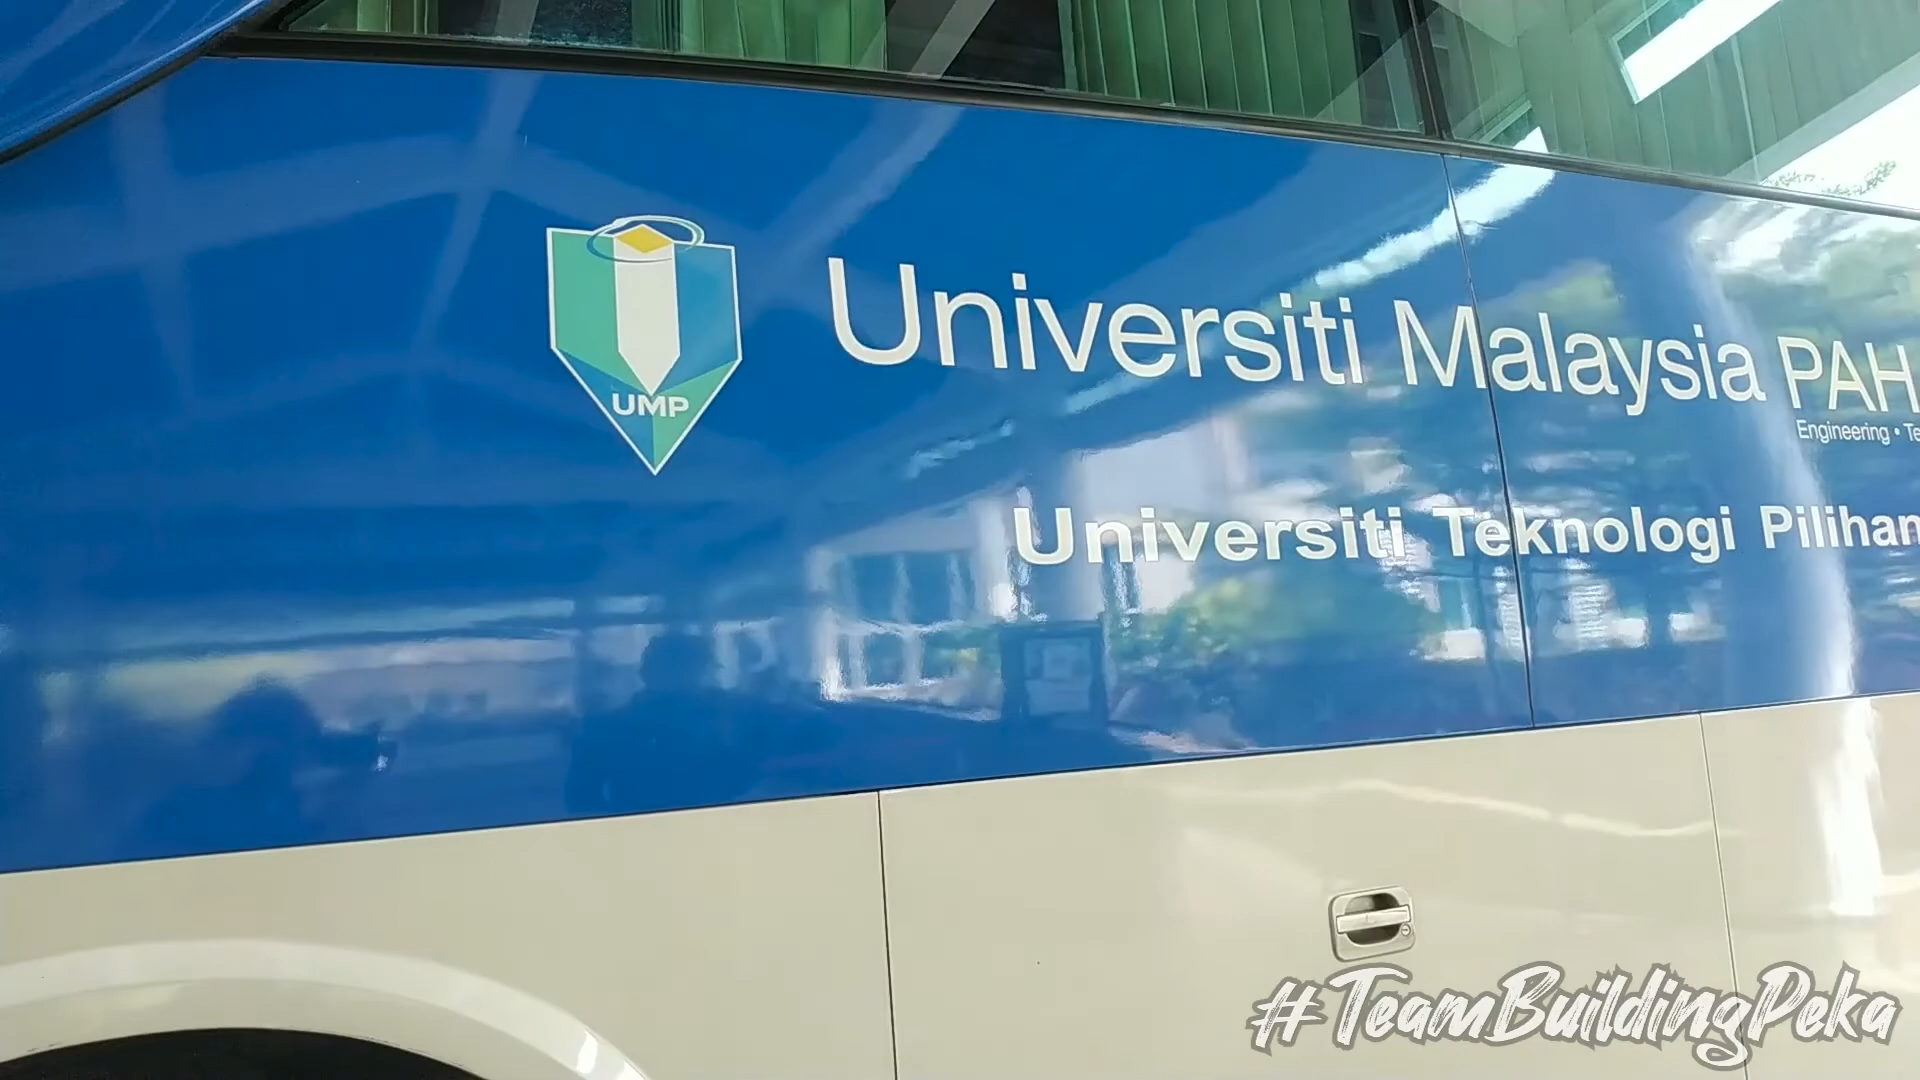 UMP
Universiti Malaysia PAH
Engineering • Te
Universiti Teknologi Pilihan
#TeamBuildingPeka